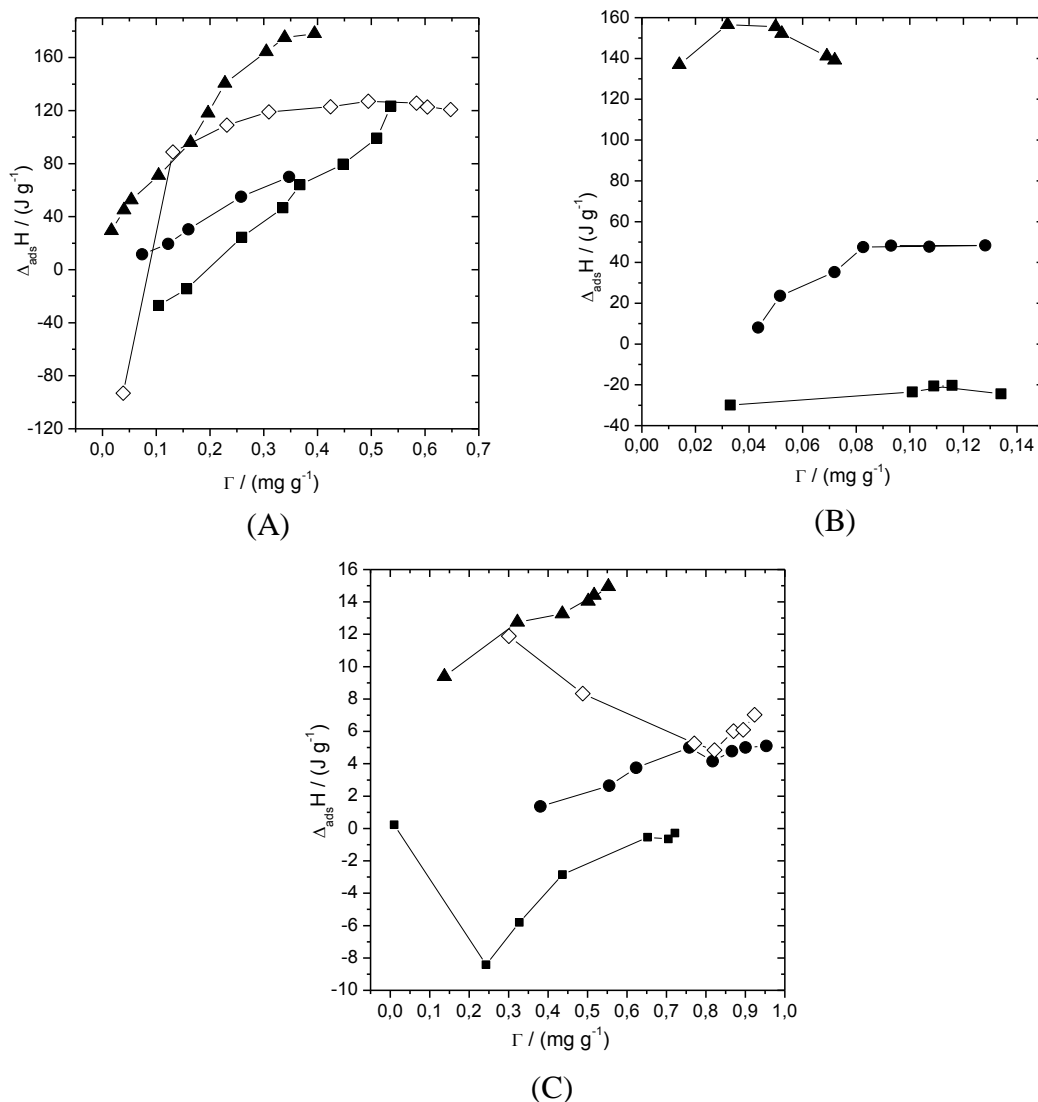 160
120
80
40
0
-40
-80
-120
Δ_ads H / (J g⁻¹)
0,0 0,1 0,2 0,3 0,4 0,5 0,6 0,7
Γ / (mg g⁻¹)
(A)
160
140
120
100
80
60
40
20
0
-20
-40
Δ_ads H / (J g⁻¹)
0,00 0,02 0,04 0,06 0,08 0,10 0,12 0,14
Γ / (mg g⁻¹)
(B)
16
14
12
10
8
6
4
2
0
-2
-4
-6
-8
-10
Δ_ads H / (J g⁻¹)
0,0 0,1 0,2 0,3 0,4 0,5 0,6 0,7 0,8 0,9 1,0
Γ / (mg g⁻¹)
(C)